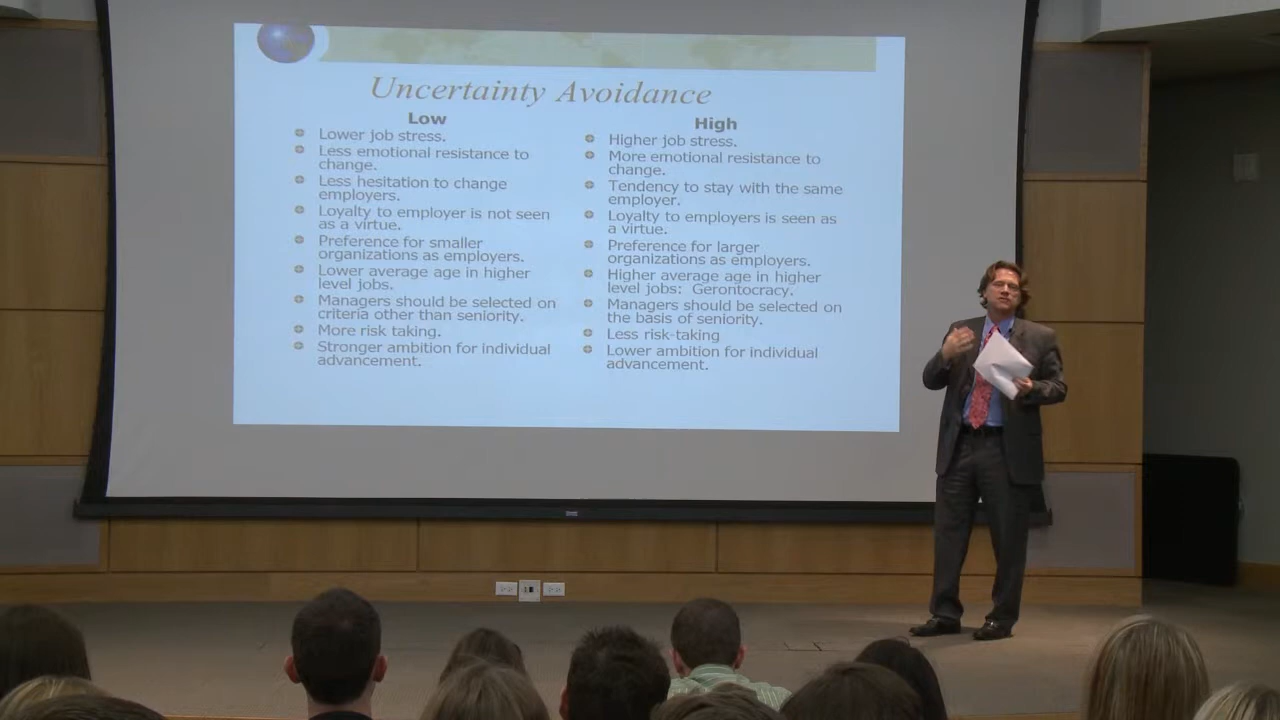 Uncertainty Avoidance
Low
Lower job stress.
Less emotional resistance to
change.
Less hesitation to change
employers.
Loyalty to employer is not seen
as a virtue.
Preference for smaller
organizations as employers.
Lower average age in higher
level jobs.
Managers should be selected on
criteria other than seniority.
More risk taking.
Stronger ambition for individual
advancement.
High
Higher job stress.
More emotional resistance to
change.
Tendency to stay with the same
employer.
Loyalty to employers is seen as
a virtue.
Preference for larger
organizations as employers.
Higher average age in higher
level jobs: Gerontocracy.
Managers should be selected on
the basis of seniority.
Less risk-taking
Lower ambition for individual
advancement.